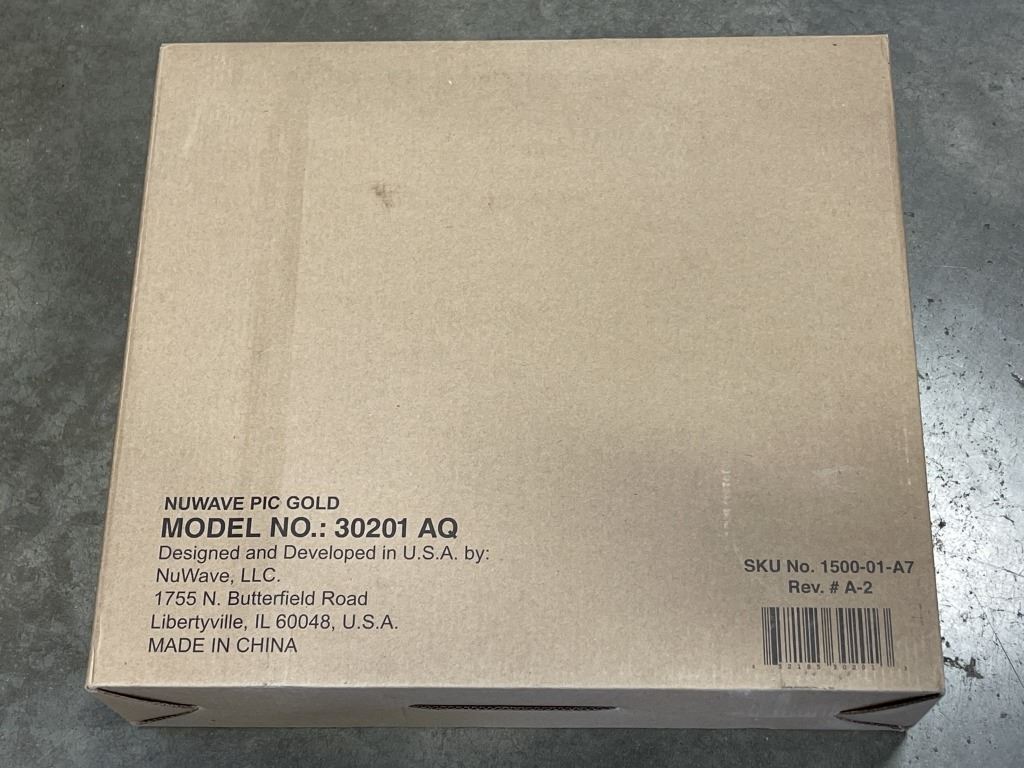 NUWAVE PIC GOLD
MODEL NO.: 30201 AQ
Designed and Developed in U.S.A. by:
NuWave, LLC.
1755 N. Butterfield Road
Libertyville, IL 60048, U.S.A.
MADE IN CHINA
SKU No. 1500-01-A7
Rev. # A-2